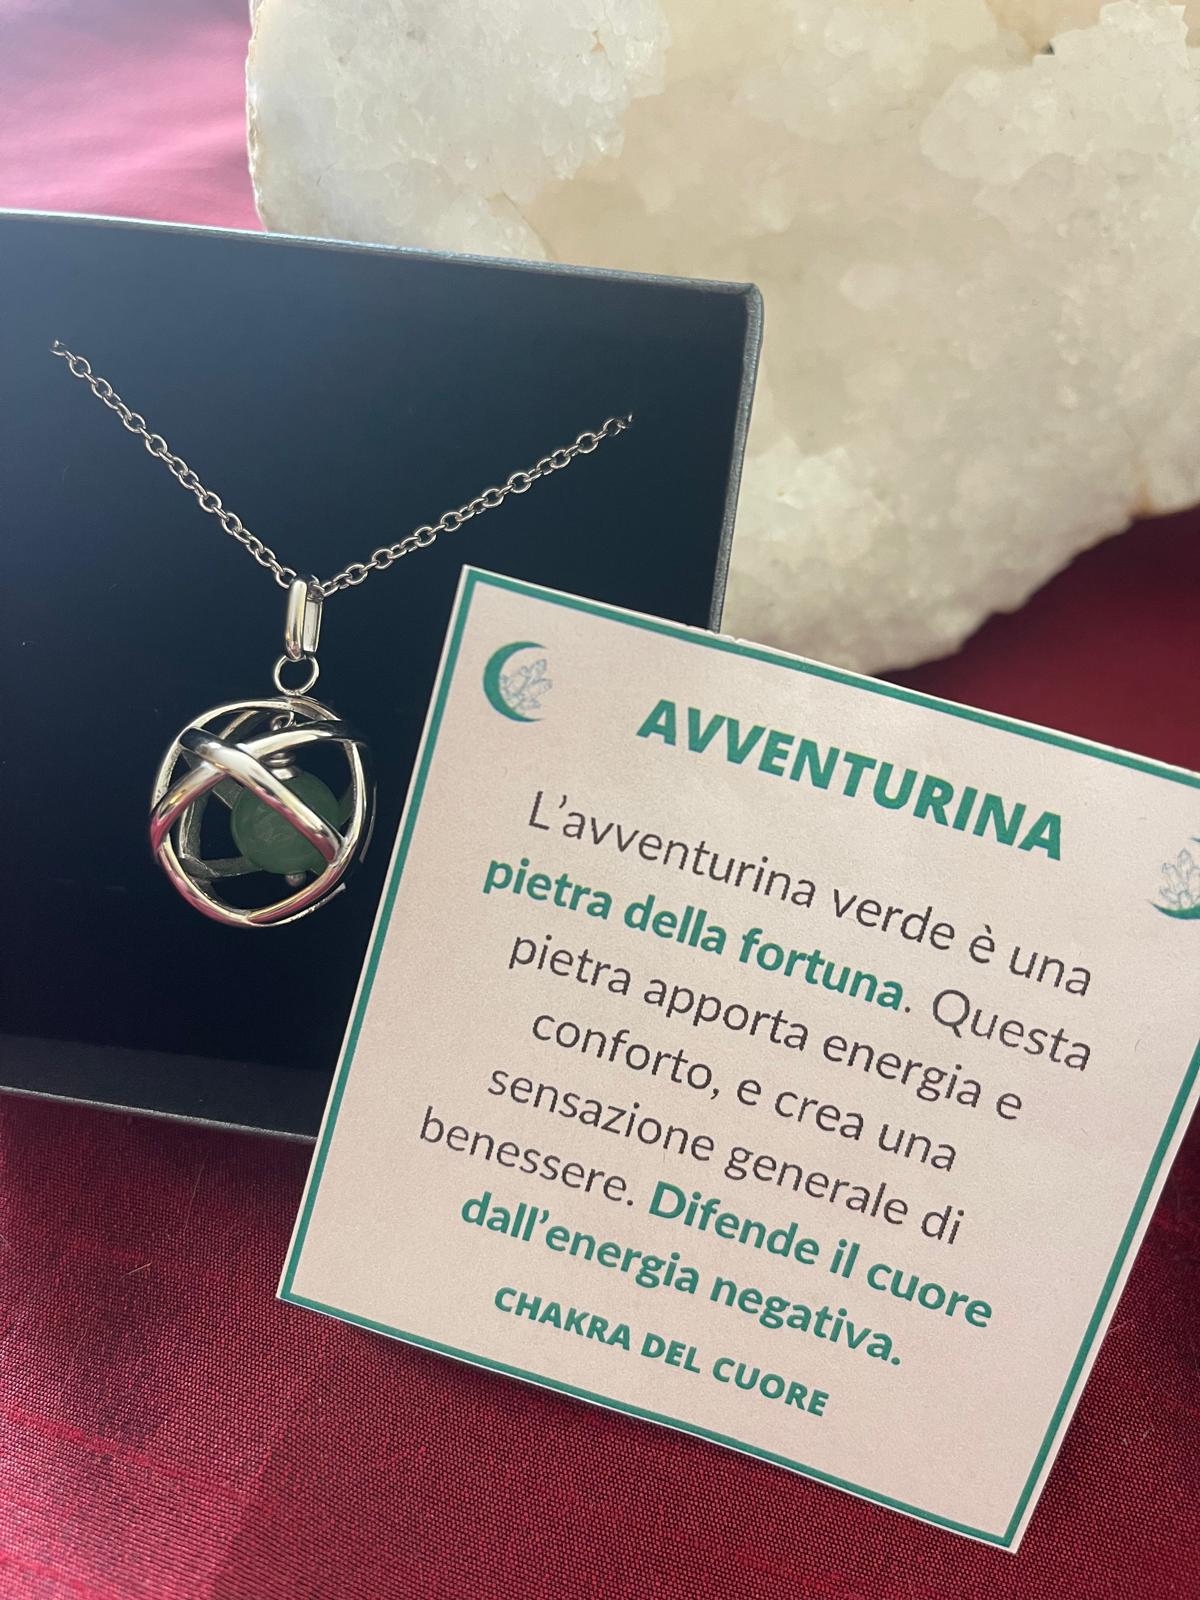 AVVENTURINA
L'avventurina verde è una
pietra della fortuna. Questa
pietra apporta energia e
conforto, e crea una
sensazione generale di
benessere. Difende il cuore
dall'energia negativa.
CHAKRA DEL CUORE